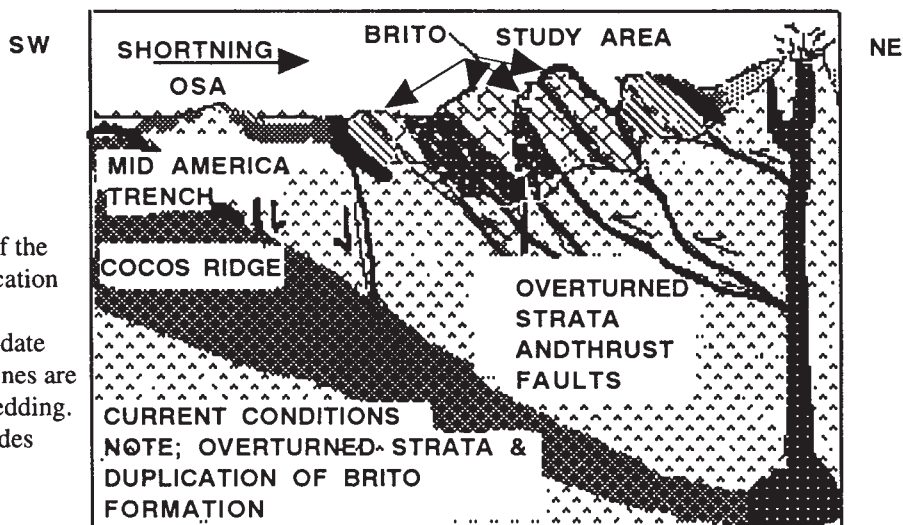 SW
NE
SHORTNING
BRITO
STUDY AREA
OSA
MID AMERICA
TRENCH
COCOS RIDGE
OVERTURNED
STRATA
ANDTHRUST
FAULTS
CURRENT CONDITIONS
NOTE; OVERTURNED STRATA &
DUPLICATION OF BRITO
FORMATION
f the
cation
date
nes are
edding.
des